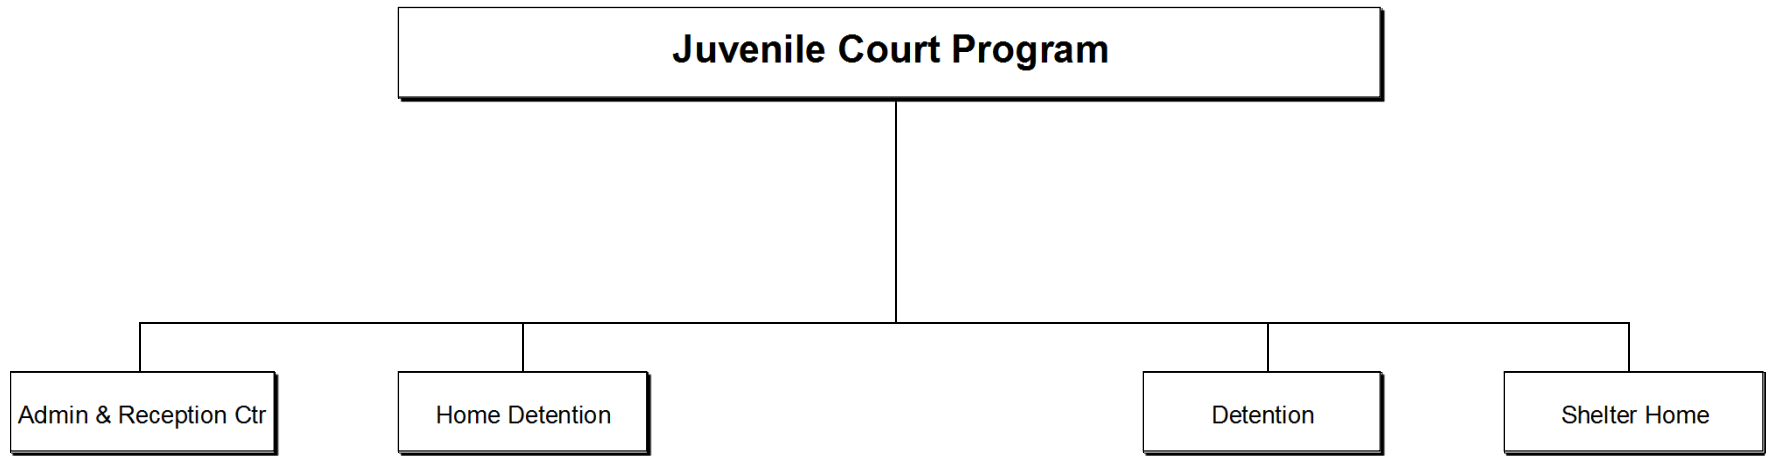 Juvenile Court Program
Admin & Reception Ctr
Home Detention
Detention
Shelter Home